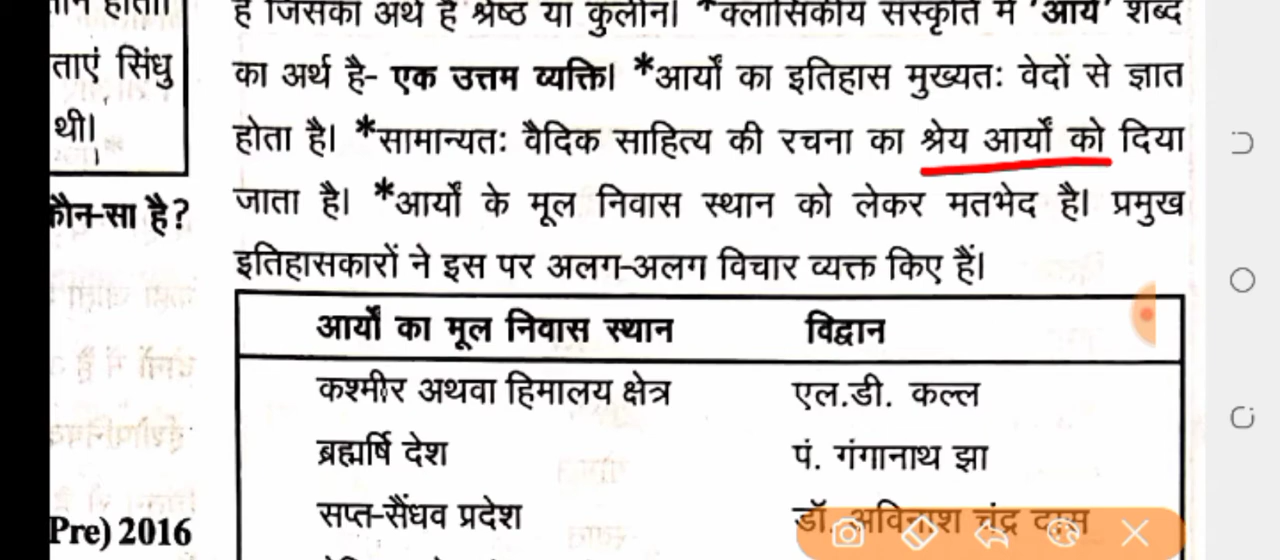 ताएं सिंधु
थी।
कौन-सा है?
Pre) 2016
है जिसका अर्थ है श्रेष्ठ या कुलीन। *क्लासिकीय संस्कृति में 'आर्य' शब्द
का अर्थ है- एक उत्तम व्यक्ति। *आर्यों का इतिहास मुख्यतः वेदों से ज्ञात
होता है। *सामान्यतः वैदिक साहित्य की रचना का श्रेय आर्यों को दिया
जाता है। *आर्यों के मूल निवास स्थान को लेकर मतभेद है। प्रमुख
इतिहासकारों ने इस पर अलग-अलग विचार व्यक्त किए हैं।
आर्यों का मूल निवास स्थान विद्वान
कश्मीर अथवा हिमालय क्षेत्र एल.डी. कल्ल
ब्रह्मर्षि देश पं. गंगानाथ झा
सप्त-सैंधव प्रदेश डॉ. अविनाश चंद्र दास